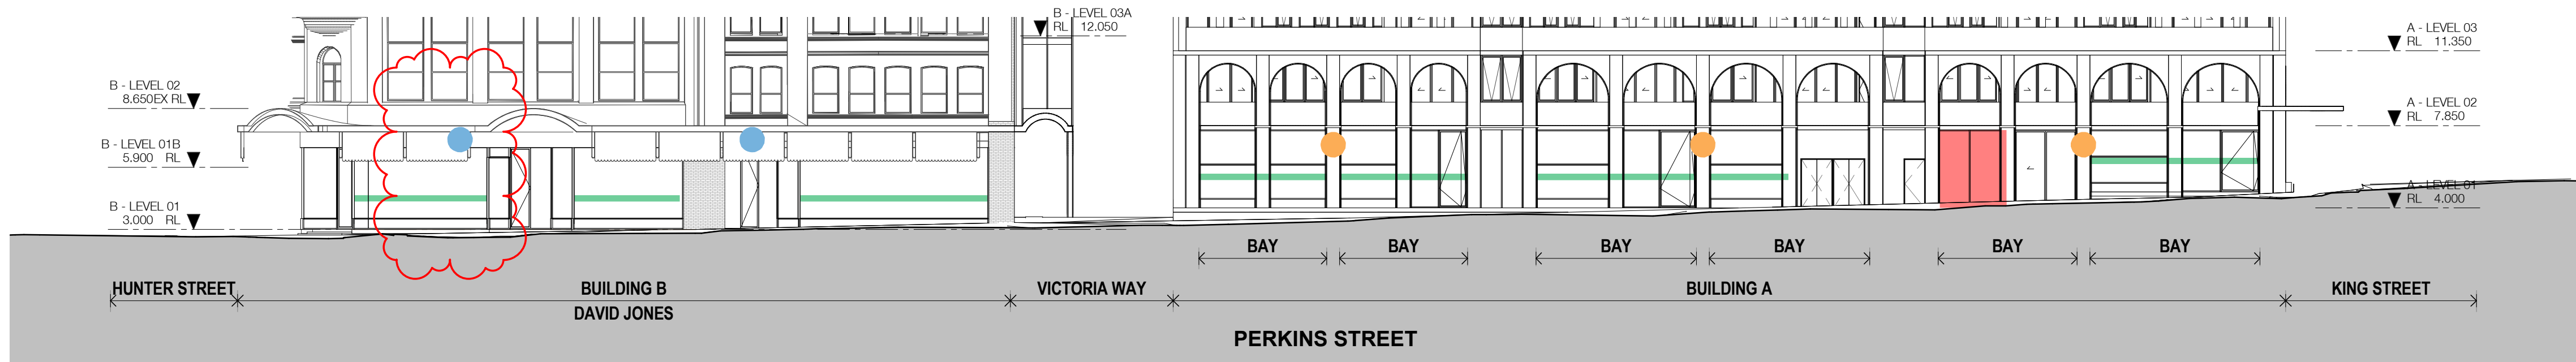 B - LEVEL 03A
RL 12.050
A - LEVEL 03
RL 11.350
B - LEVEL 02
8.650EX RL
A - LEVEL 02
RL 7.850
B - LEVEL 01B
5.900 RL
B - LEVEL 01
3.000 RL
A - LEVEL 01
RL 4.000
BAY BAY BAY BAY BAY BAY
HUNTER STREET BUILDING B VICTORIA WAY BUILDING A KING STREET
DAVID JONES
PERKINS STREET